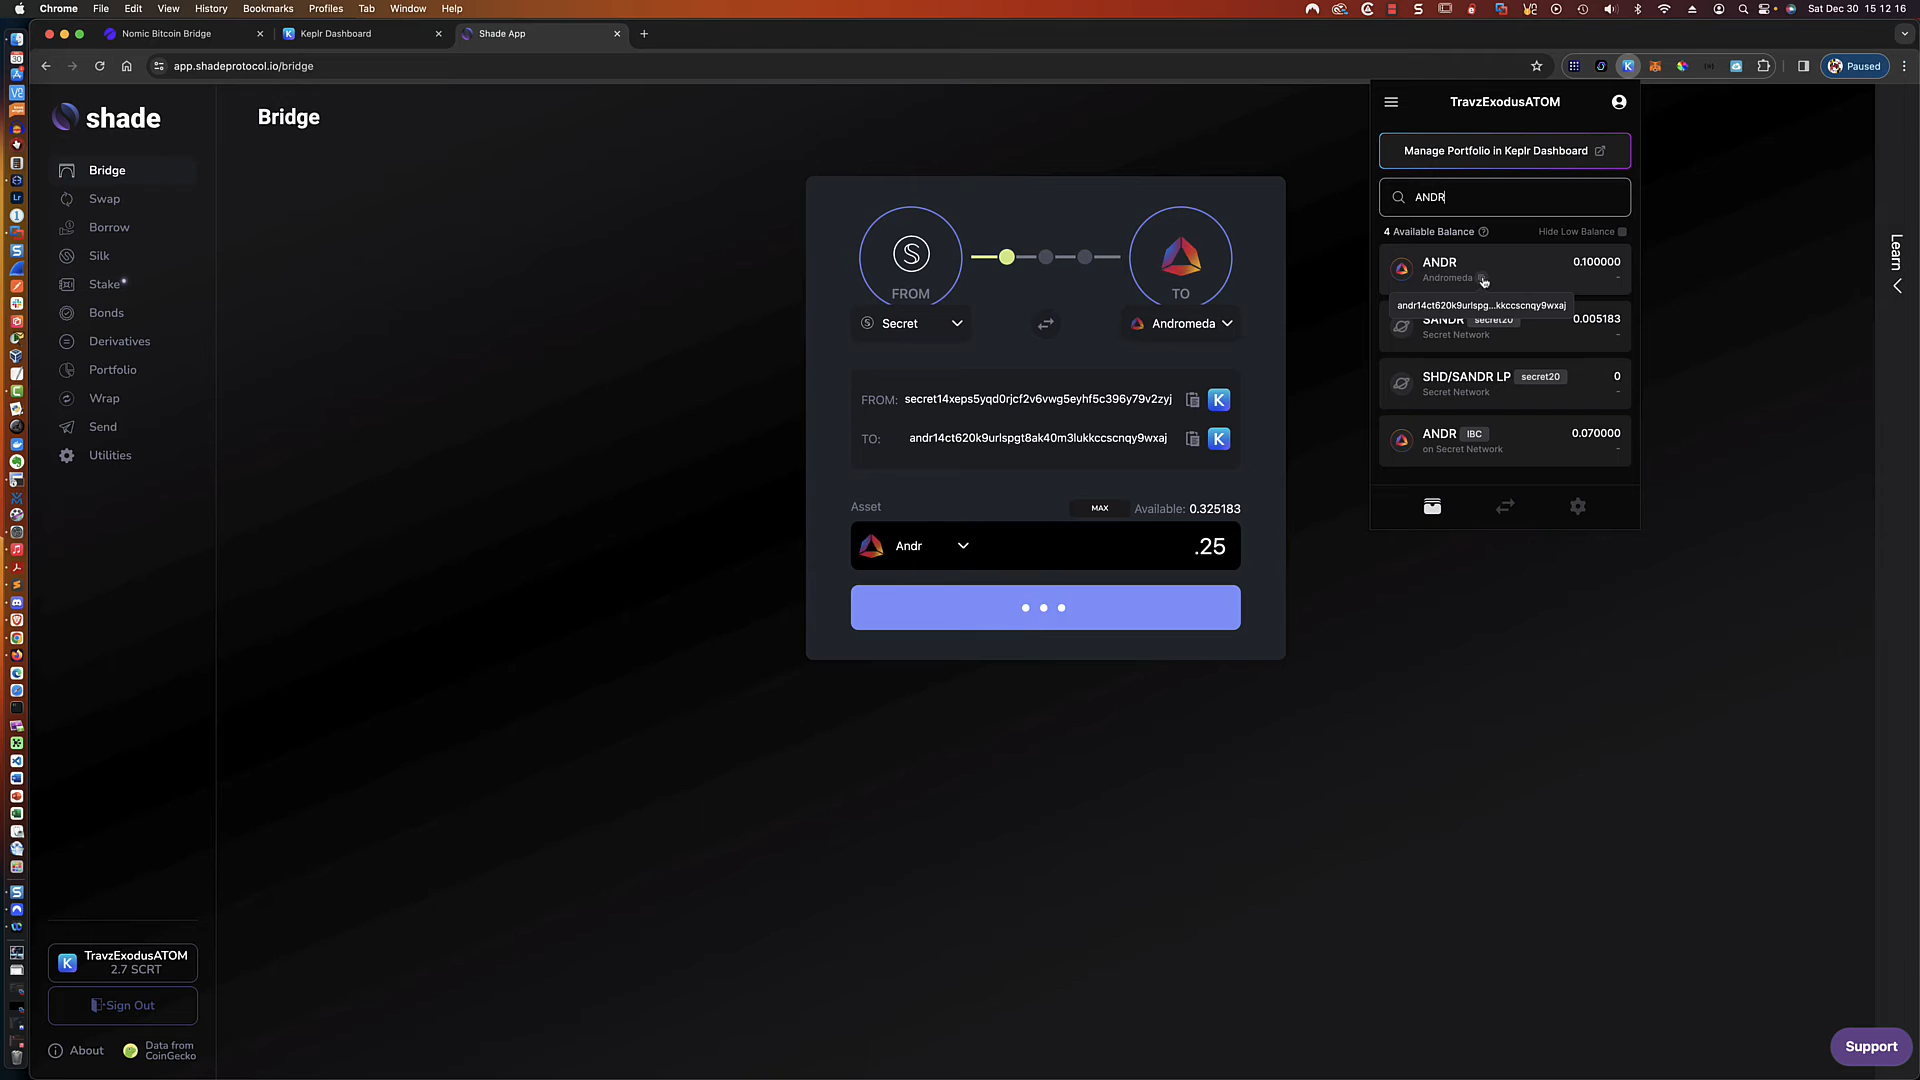 Chrome File Edit View History Bookmarks Profiles Tab Window Help
Sat Dec 30 15 12 16
Nomic Bitcoin Bridge
Keplr Dashboard
Shade App
app.shadeprotocol.io/bridge
Paused
shade
Bridge
Swap
Borrow
Silk
Stake
Bonds
Derivatives
Portfolio
Wrap
Send
Utilities
TravzExodusATOM
2.7 SCRT
Sign Out
About
Data from
CoinGecko
Bridge
FROM
TO
Secret
Andromeda
FROM: secret14xeps5yqd0rjcf2v6vwg5eyhf5c396y79v2zyj
TO: andr14ct620k9urlspgt8ak40m3lukkccscnqy9wxaj
Asset
MAX
Available: 0.325183
Andr
.25
TravzExodusATOM
Manage Portfolio in Keplr Dashboard
ANDR
4 Available Balance
Hide Low Balance
ANDR
0.100000
Andromeda
-
andr14ct620k9urlspg...kkccscnqy9wxaj
SANDR secret20
0.005183
Secret Network
-
SHD/SANDR LP secret20
0
Secret Network
-
ANDR IBC
0.070000
on Secret Network
-
Learn
Support